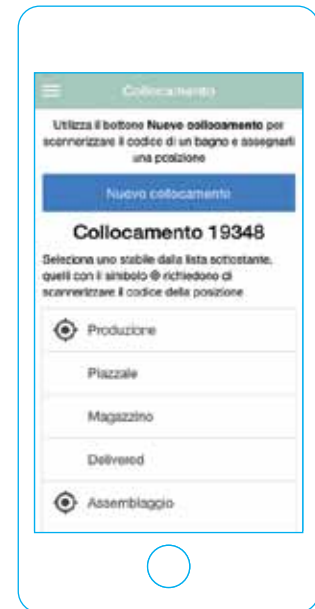 Collocamento
Utilizza il bottone Nuovo collocamento per
scannerizzare il codice di un bagno e assegnarli
una posizione
Nuovo collocamento
Collocamento 19348
Seleziona uno stabile dalla lista sottostante,
quelli con il simbolo ⌖ richiedono di
scannerizzare il codice della posizione
Produzione
Piazzale
Magazzino
Delivered
Assemblaggio